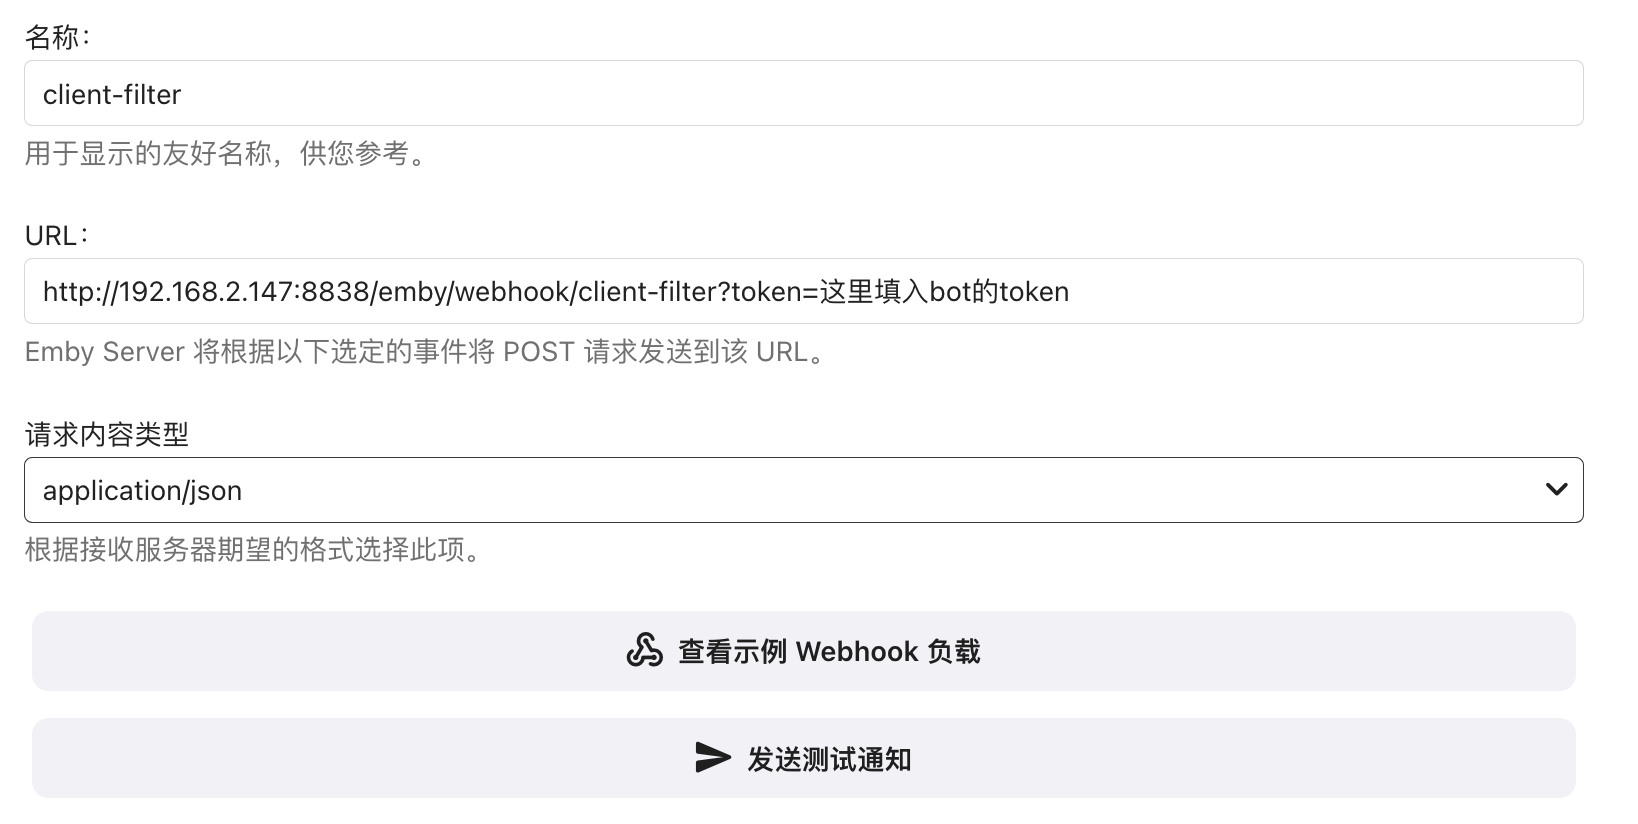 名称：
client-filter
用于显示的友好名称，供您参考。
URL：
http://192.168.2.147:8838/emby/webhook/client-filter?token=这里填入bot的token
Emby Server 将根据以下选定的事件将 POST 请求发送到该 URL。
请求内容类型
application/json
根据接收服务器期望的格式选择此项。
查看示例 Webhook 负载
发送测试通知